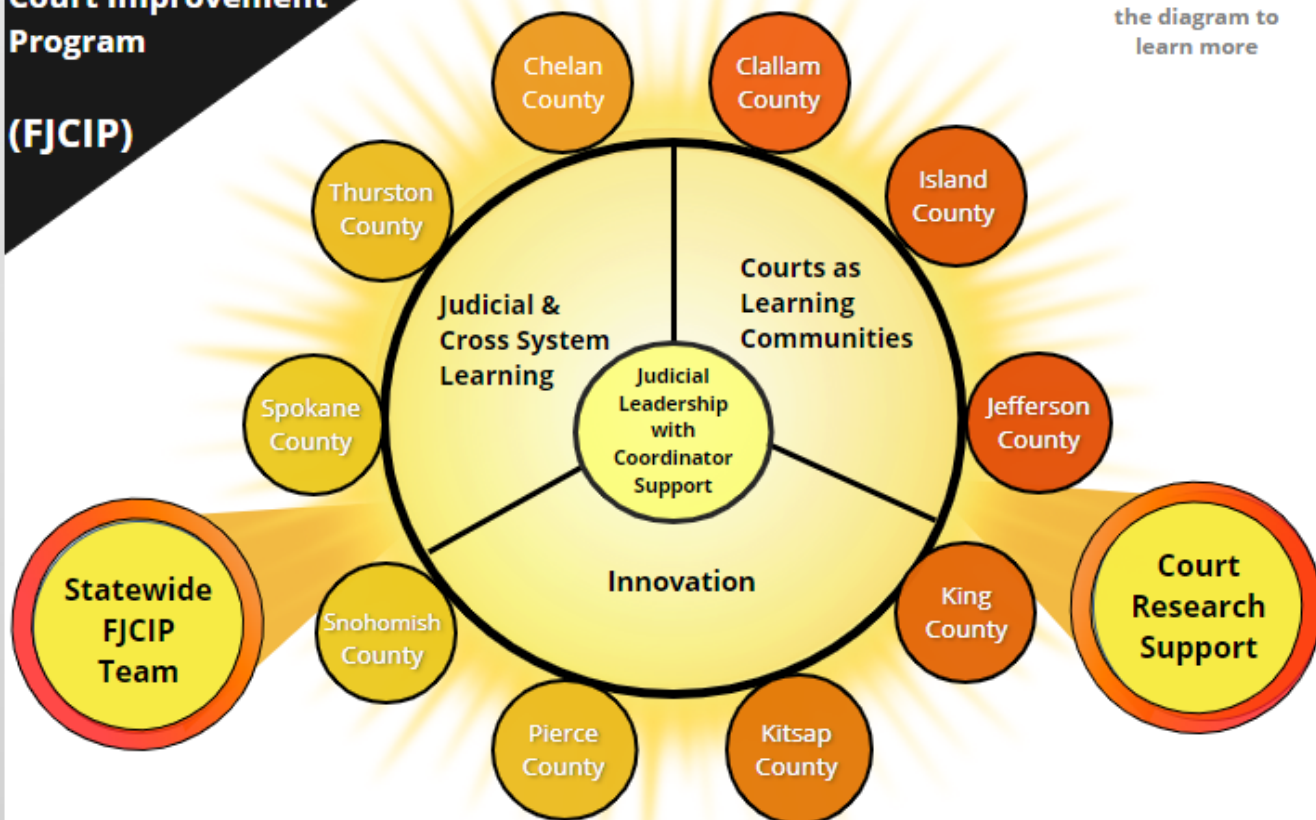 Court Improvement
Program
(FJCIP)
the diagram to
learn more
Chelan
County
Clallam
County
Thurston
County
Island
County
Judicial &
Cross System
Learning
Courts as
Learning
Communities
Judicial
Leadership
with
Coordinator
Support
Spokane
County
Jefferson
County
Statewide
FJCIP
Team
Innovation
Court
Research
Support
Snohomish
County
King
County
Pierce
County
Kitsap
County